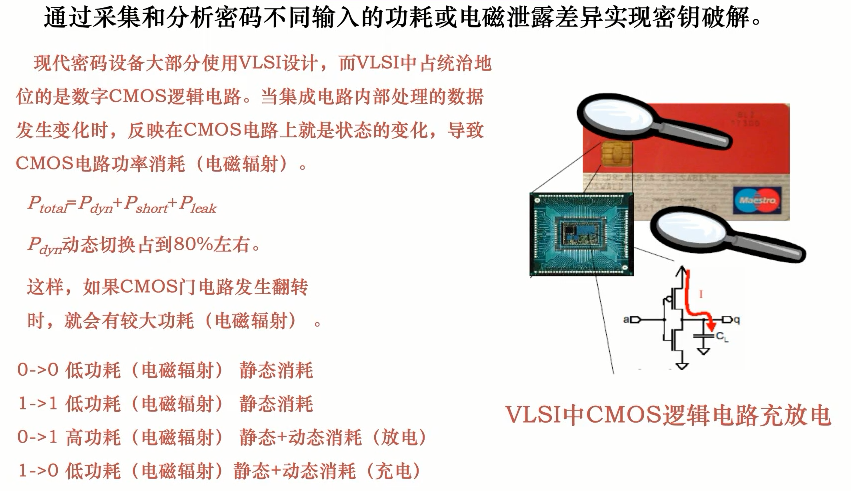 通过采集和分析密码不同输入的功耗或电磁泄露差异实现密钥破解。
现代密码设备大部分使用VLSI设计，而VLSI中占统治地
位的是数字CMOS逻辑电路。当集成电路内部处理的数据
发生变化时，反映在CMOS电路上就是状态的变化，导致
CMOS电路功率消耗（电磁辐射）。
Ptotal=Pdyn+Pshort+Pleak
Pdyn动态切换占到80%左右。
这样，如果CMOS门电路发生翻转
时，就会有较大功耗（电磁辐射） 。
0->0 低功耗（电磁辐射） 静态消耗
1->1 低功耗（电磁辐射） 静态消耗
0->1 高功耗（电磁辐射） 静态+动态消耗（放电）
1->0 低功耗（电磁辐射）静态+动态消耗（充电）
Maestro
I
a
q
CL
VLSI中CMOS逻辑电路充放电